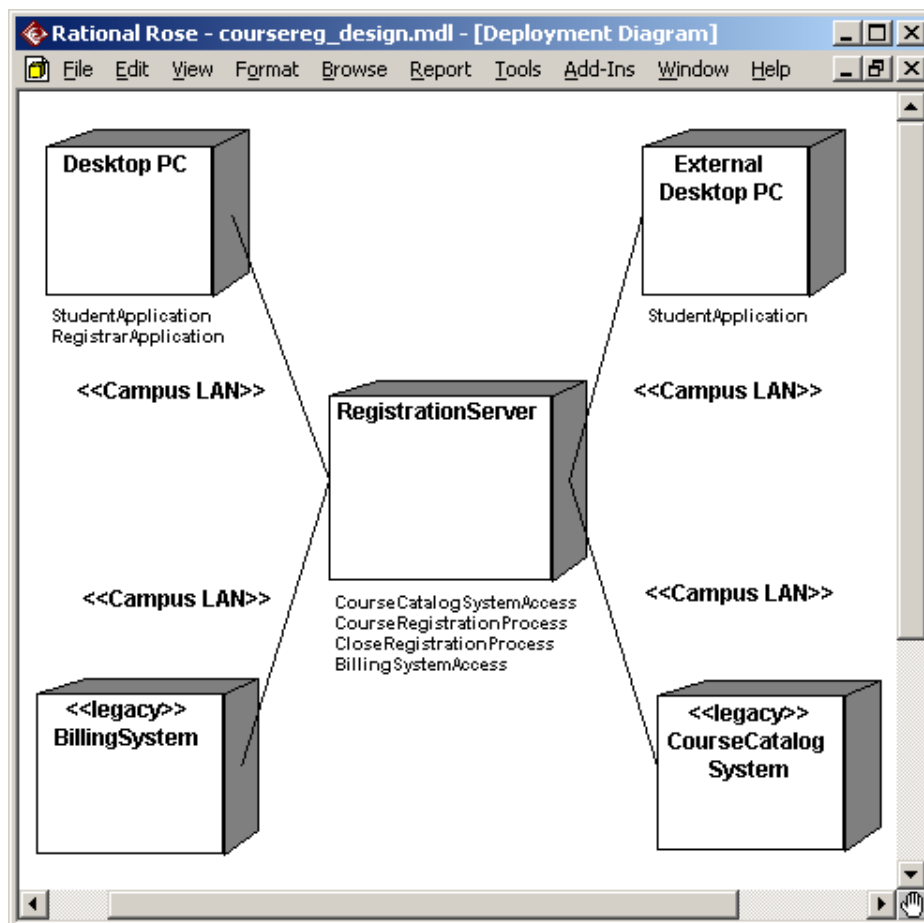 Rational Rose - coursereg_design.mdl - [Deployment Diagram]
File Edit View Format Browse Report Tools Add-Ins Window Help
Desktop PC
StudentApplication
RegistrarApplication
External
Desktop PC
StudentApplication
<<Campus LAN>>
<<Campus LAN>>
RegistrationServer
CourseCatalogSystemAccess
CourseRegistrationProcess
CloseRegistrationProcess
BillingSystemAccess
<<Campus LAN>>
<<Campus LAN>>
<<legacy>>
BillingSystem
<<legacy>>
CourseCatalog
System